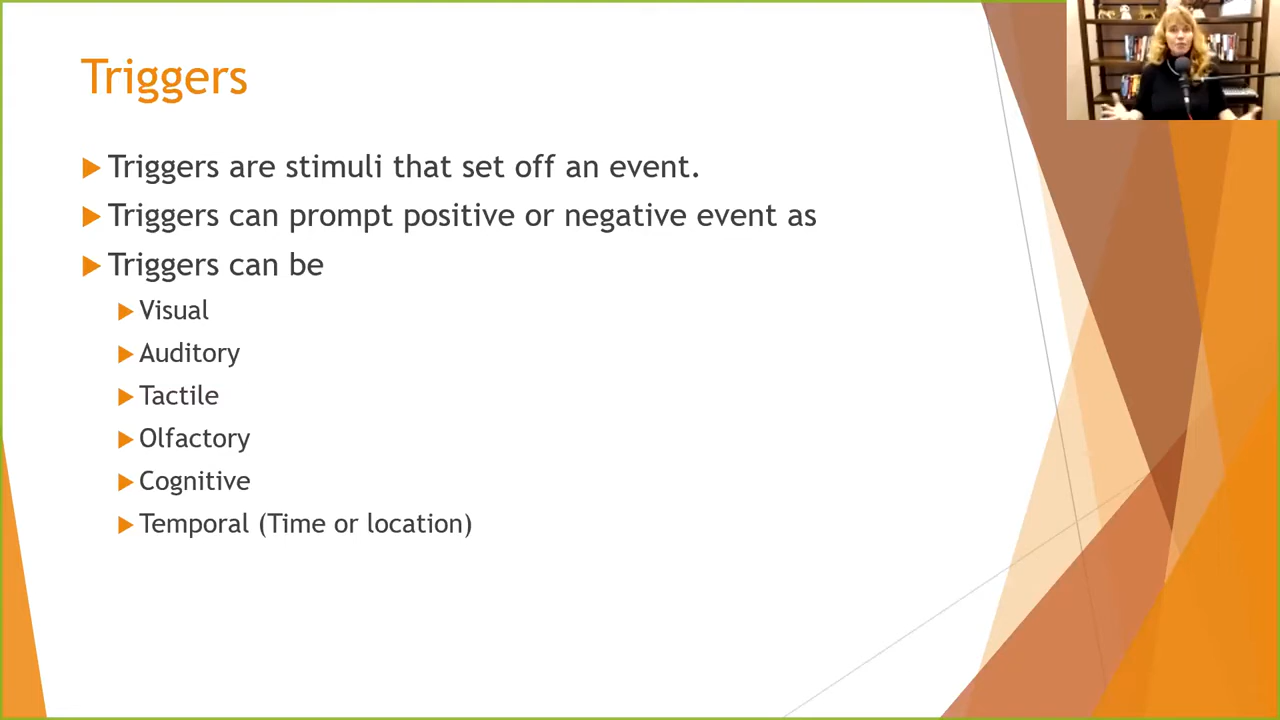 Triggers
Triggers are stimuli that set off an event.
Triggers can prompt positive or negative event as
Triggers can be
Visual
Auditory
Tactile
Olfactory
Cognitive
Temporal (Time or location)